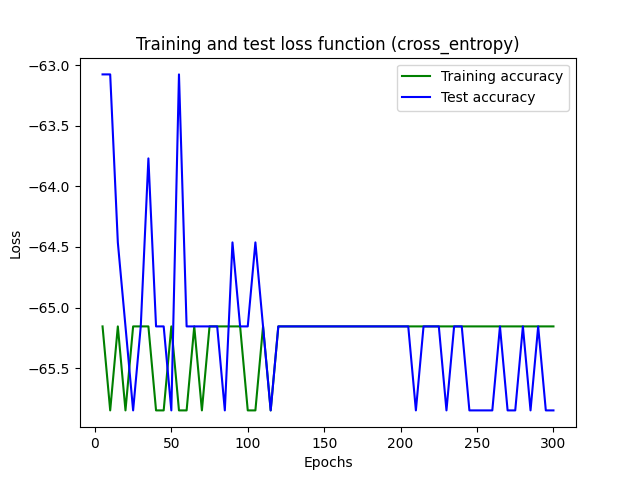 Training and test loss function (cross_entropy)
Training accuracy
Test accuracy
Loss
−63.0
−63.5
−64.0
−64.5
−65.0
−65.5
0 50 100 150 200 250 300
Epochs